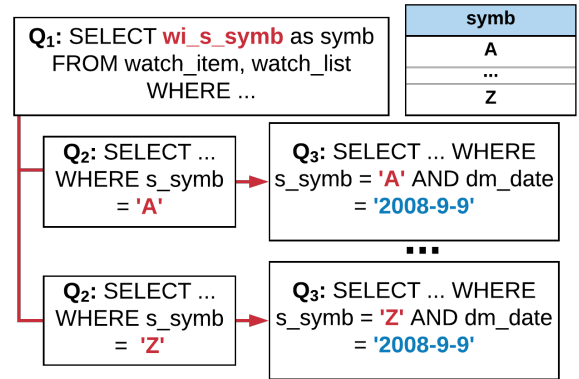 Q1: SELECT wi_s_symb as symb
FROM watch_item, watch_list
WHERE ...
symb
A
...
Z
Q2: SELECT ...
WHERE s_symb
= 'A'
Q3: SELECT ... WHERE
s_symb = 'A' AND dm_date
= '2008-9-9'
...
Q2: SELECT ...
WHERE s_symb
= 'Z'
Q3: SELECT ... WHERE
s_symb = 'Z' AND dm_date
= '2008-9-9'